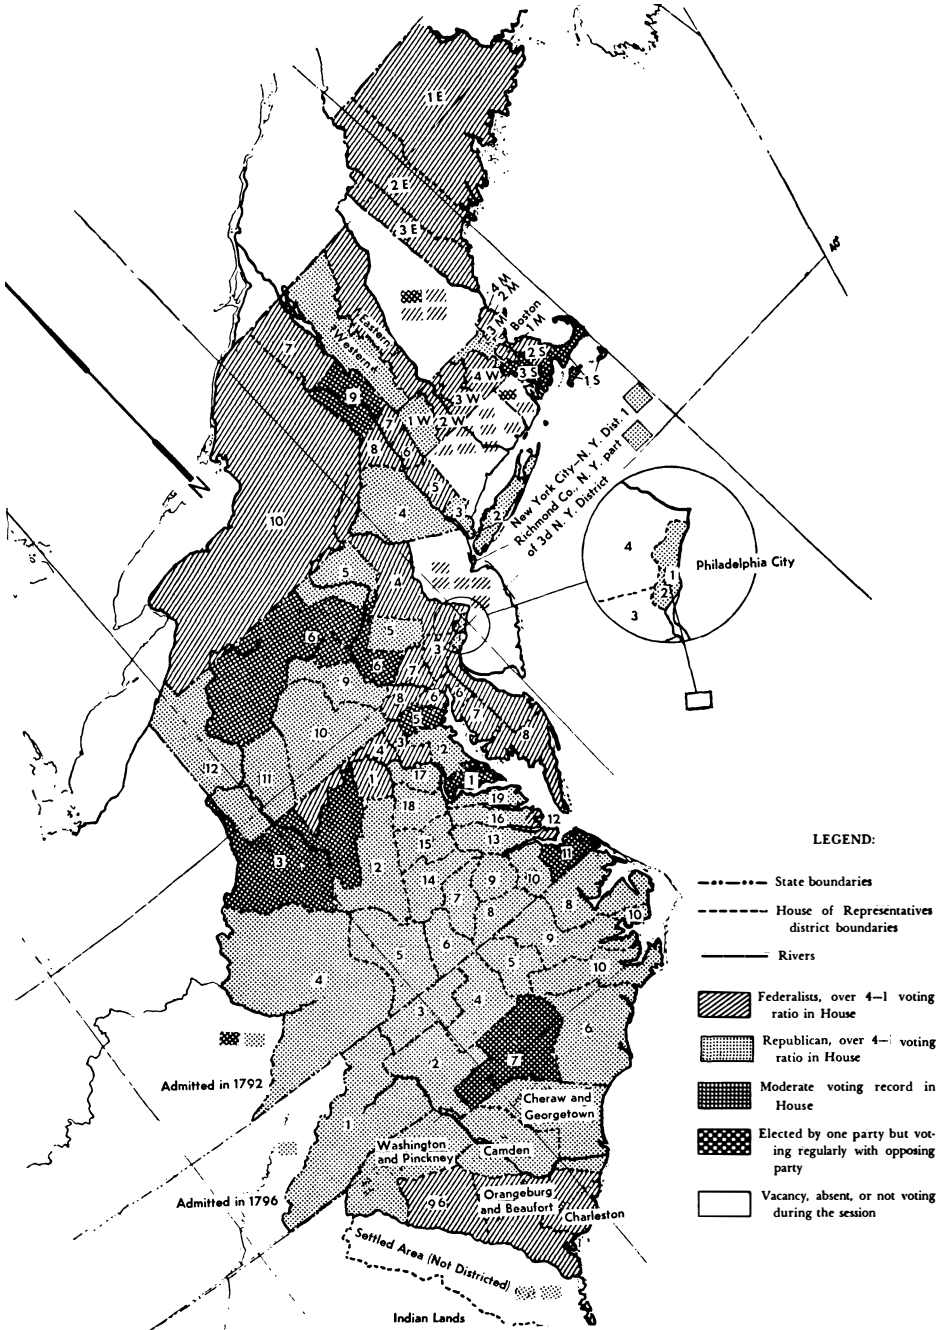 1 E
2 E
3 E
48°
4 M
2 M
3 M
Boston
1 M
2 S
3 S
1 S
4 W
3 W
1 W
2 W
Eastern
Western
7
9
7
8
6
5
4
3
2
New York City—N. Y. Dist. 1
Richmond Co., N. Y. part
of 3d N. Y. District
N
10
4
1
2
3
Philadelphia City
5
4
6
5
3
6
7
9
8
6
6
7
8
5
10
4
3
2
12
11
1
17
1
19
18
16
12
13
15
3
2
14
9
10
11
7
8
8
10
6
9
5
5
10
4
4
3
6
7
2
Admitted in 1792
Cheraw and
Georgetown
1
Washington
and Pinckney
Camden
Admitted in 1796
96
Orangeburg
and Beaufort
Charleston
Settled Area (Not Districted)
Indian Lands
LEGEND:
State boundaries
House of Representatives
district boundaries
Rivers
Federalists, over 4—1 voting
ratio in House
Republican, over 4—1 voting
ratio in House
Moderate voting record in
House
Elected by one party but vot-
ing regularly with opposing
party
Vacancy, absent, or not voting
during the session